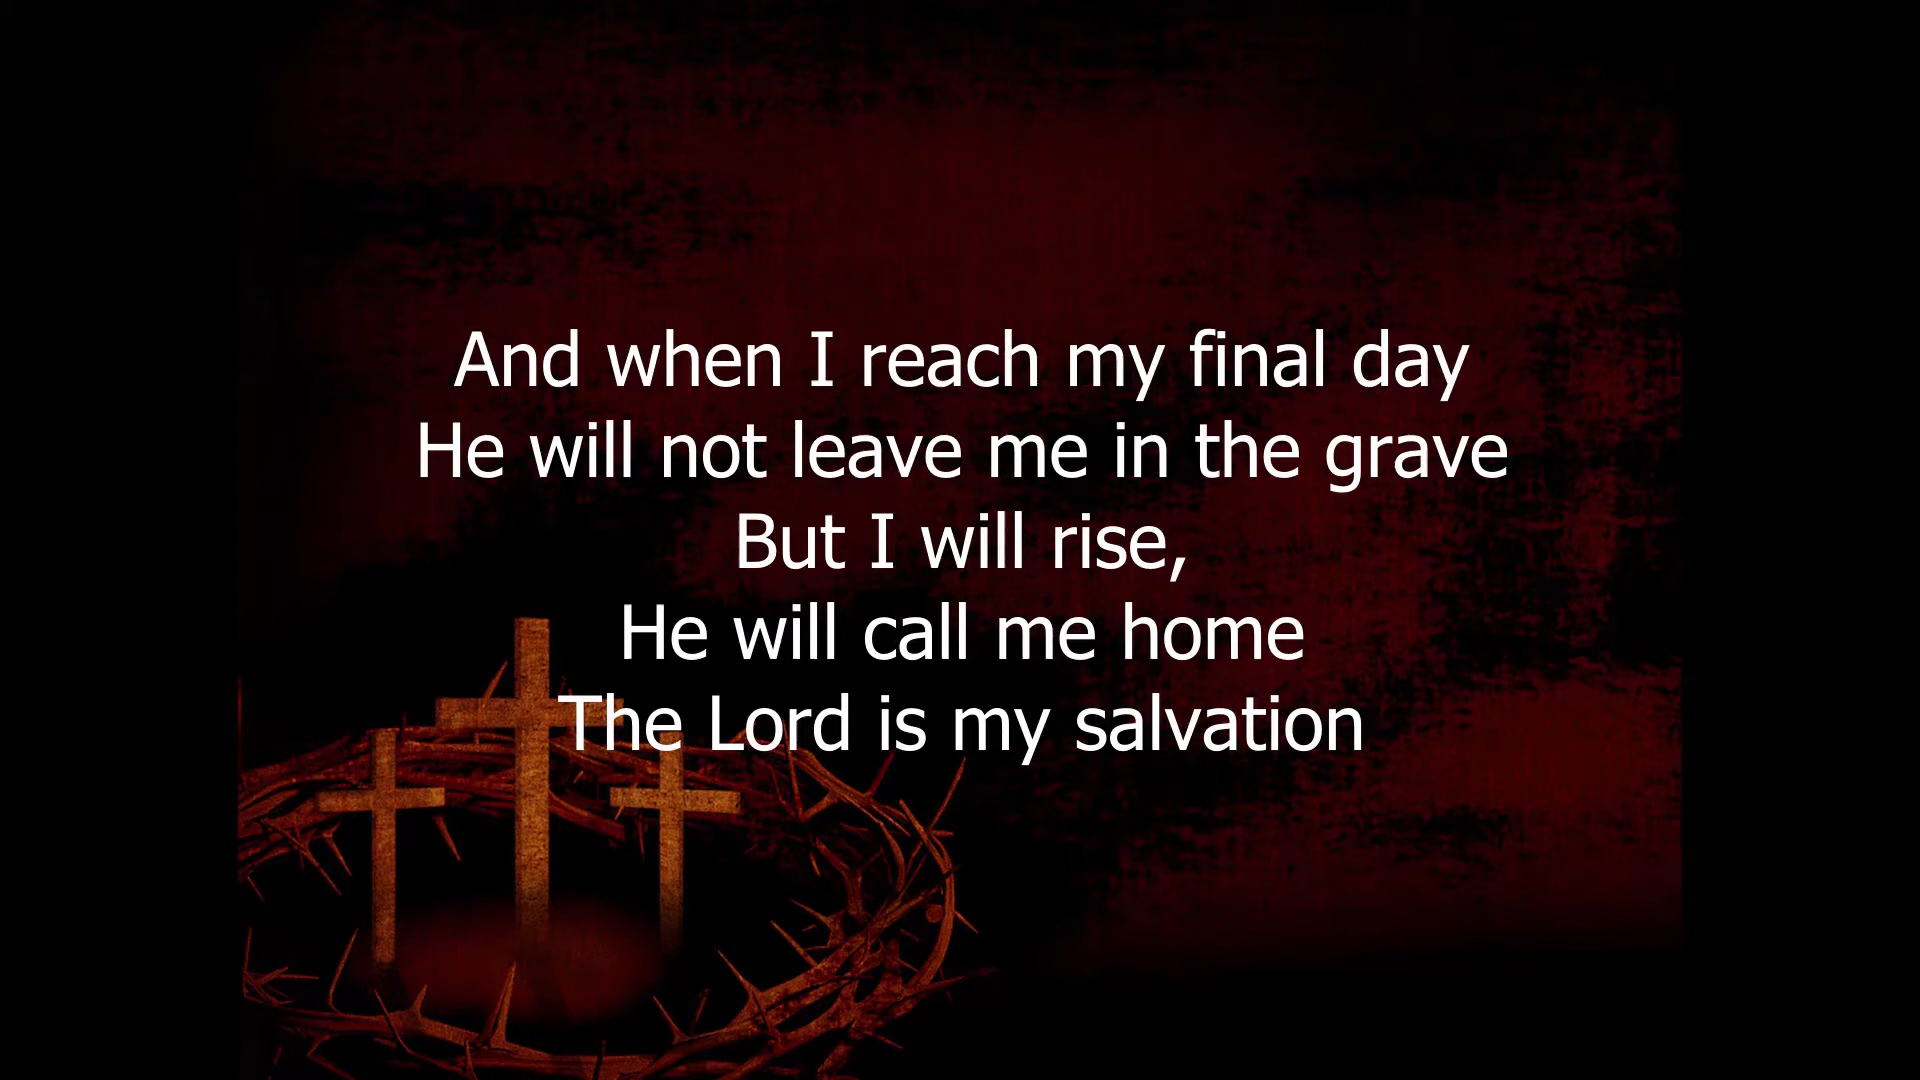 And when I reach my final day
He will not leave me in the grave
But I will rise,
He will call me home
The Lord is my salvation